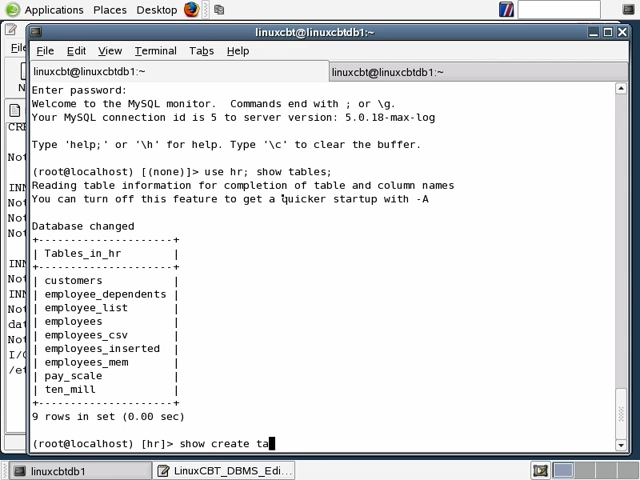 Applications Places Desktop
linuxcbt@linuxcbtdb1:~
File Edit View Terminal Tabs Help
linuxcbt@linuxcbtdb1:~ linuxcbt@linuxcbtdb1:~
Enter password:
Welcome to the MySQL monitor.  Commands end with ; or \g.
Your MySQL connection id is 5 to server version: 5.0.18-max-log
Type 'help;' or '\h' for help. Type '\c' to clear the buffer.
(root@localhost) [(none)]> use hr; show tables;
Reading table information for completion of table and column names
You can turn off this feature to get a quicker startup with -A
Database changed
+---------------------+
| Tables_in_hr        |
+---------------------+
| customers           |
| employee_dependents |
| employee_list       |
| employees           |
| employees_csv       |
| employees_inserted  |
| employees_mem       |
| pay_scale           |
| ten_mill            |
+---------------------+
9 rows in set (0.00 sec)
(root@localhost) [hr]> show create ta
linuxcbtdb1 LinuxCBT_DBMS_Edi...